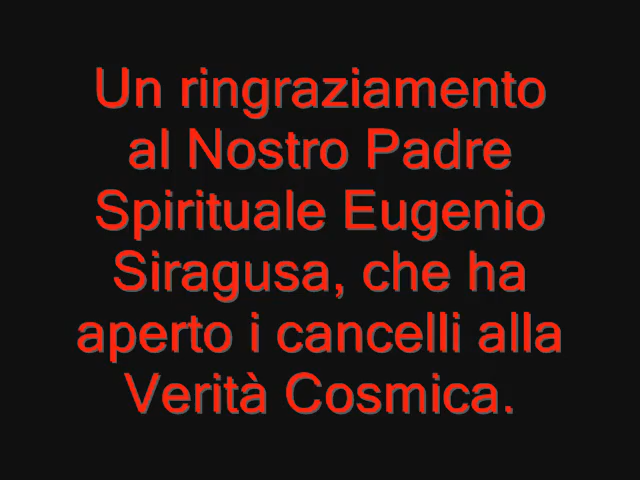 Un ringraziamento
al Nostro Padre
Spirituale Eugenio
Siragusa, che ha
aperto i cancelli alla
Verità Cosmica.